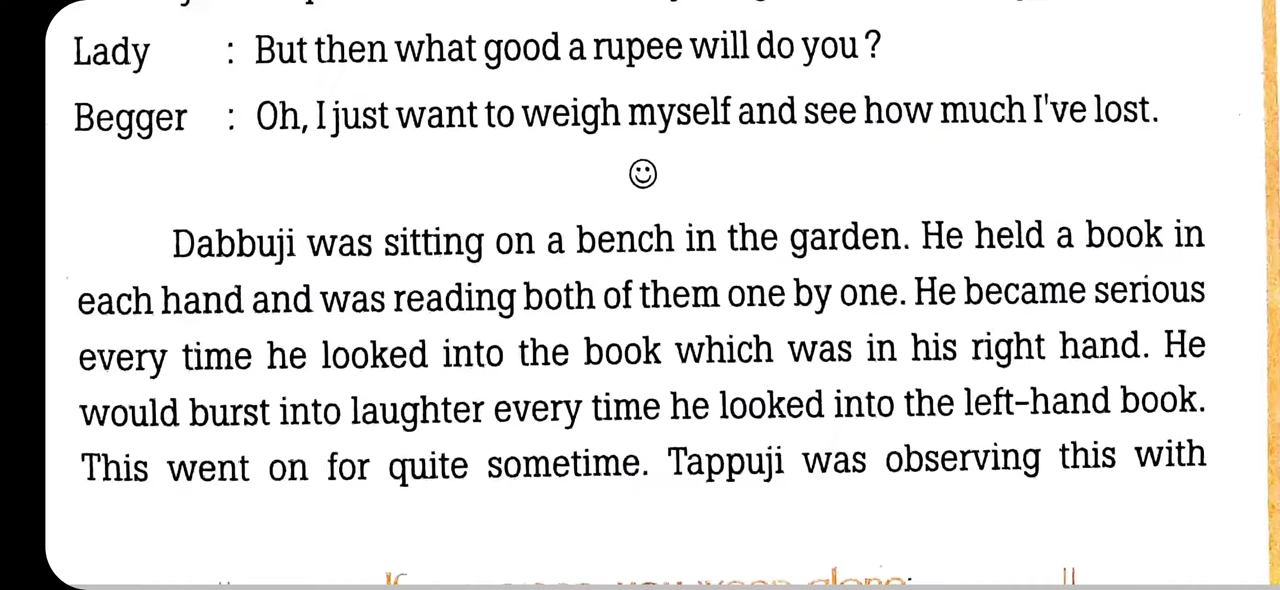 Lady : But then what good a rupee will do you ?
Begger : Oh, I just want to weigh myself and see how much I've lost.
Dabbuji was sitting on a bench in the garden. He held a book in
each hand and was reading both of them one by one. He became serious
every time he looked into the book which was in his right hand. He
would burst into laughter every time he looked into the left-hand book.
This went on for quite sometime. Tappuji was observing this with